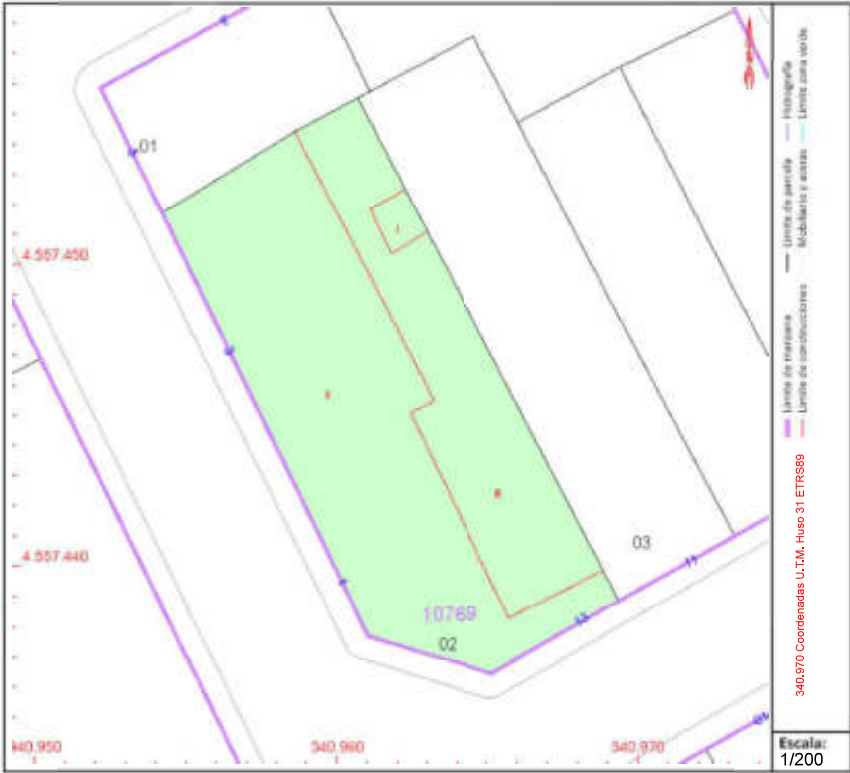 01
4.557.450
4.557.440
10769
02
03
11
13
340.950
340.960
340.970
Límite de manzana
Límite de parcela
Hidrografía
Límite de construcciones
Mobiliario y aceras
Límite zona verde
340.970 Coordenadas U.T.M. Huso 31 ETRS89
Escala:
1/200